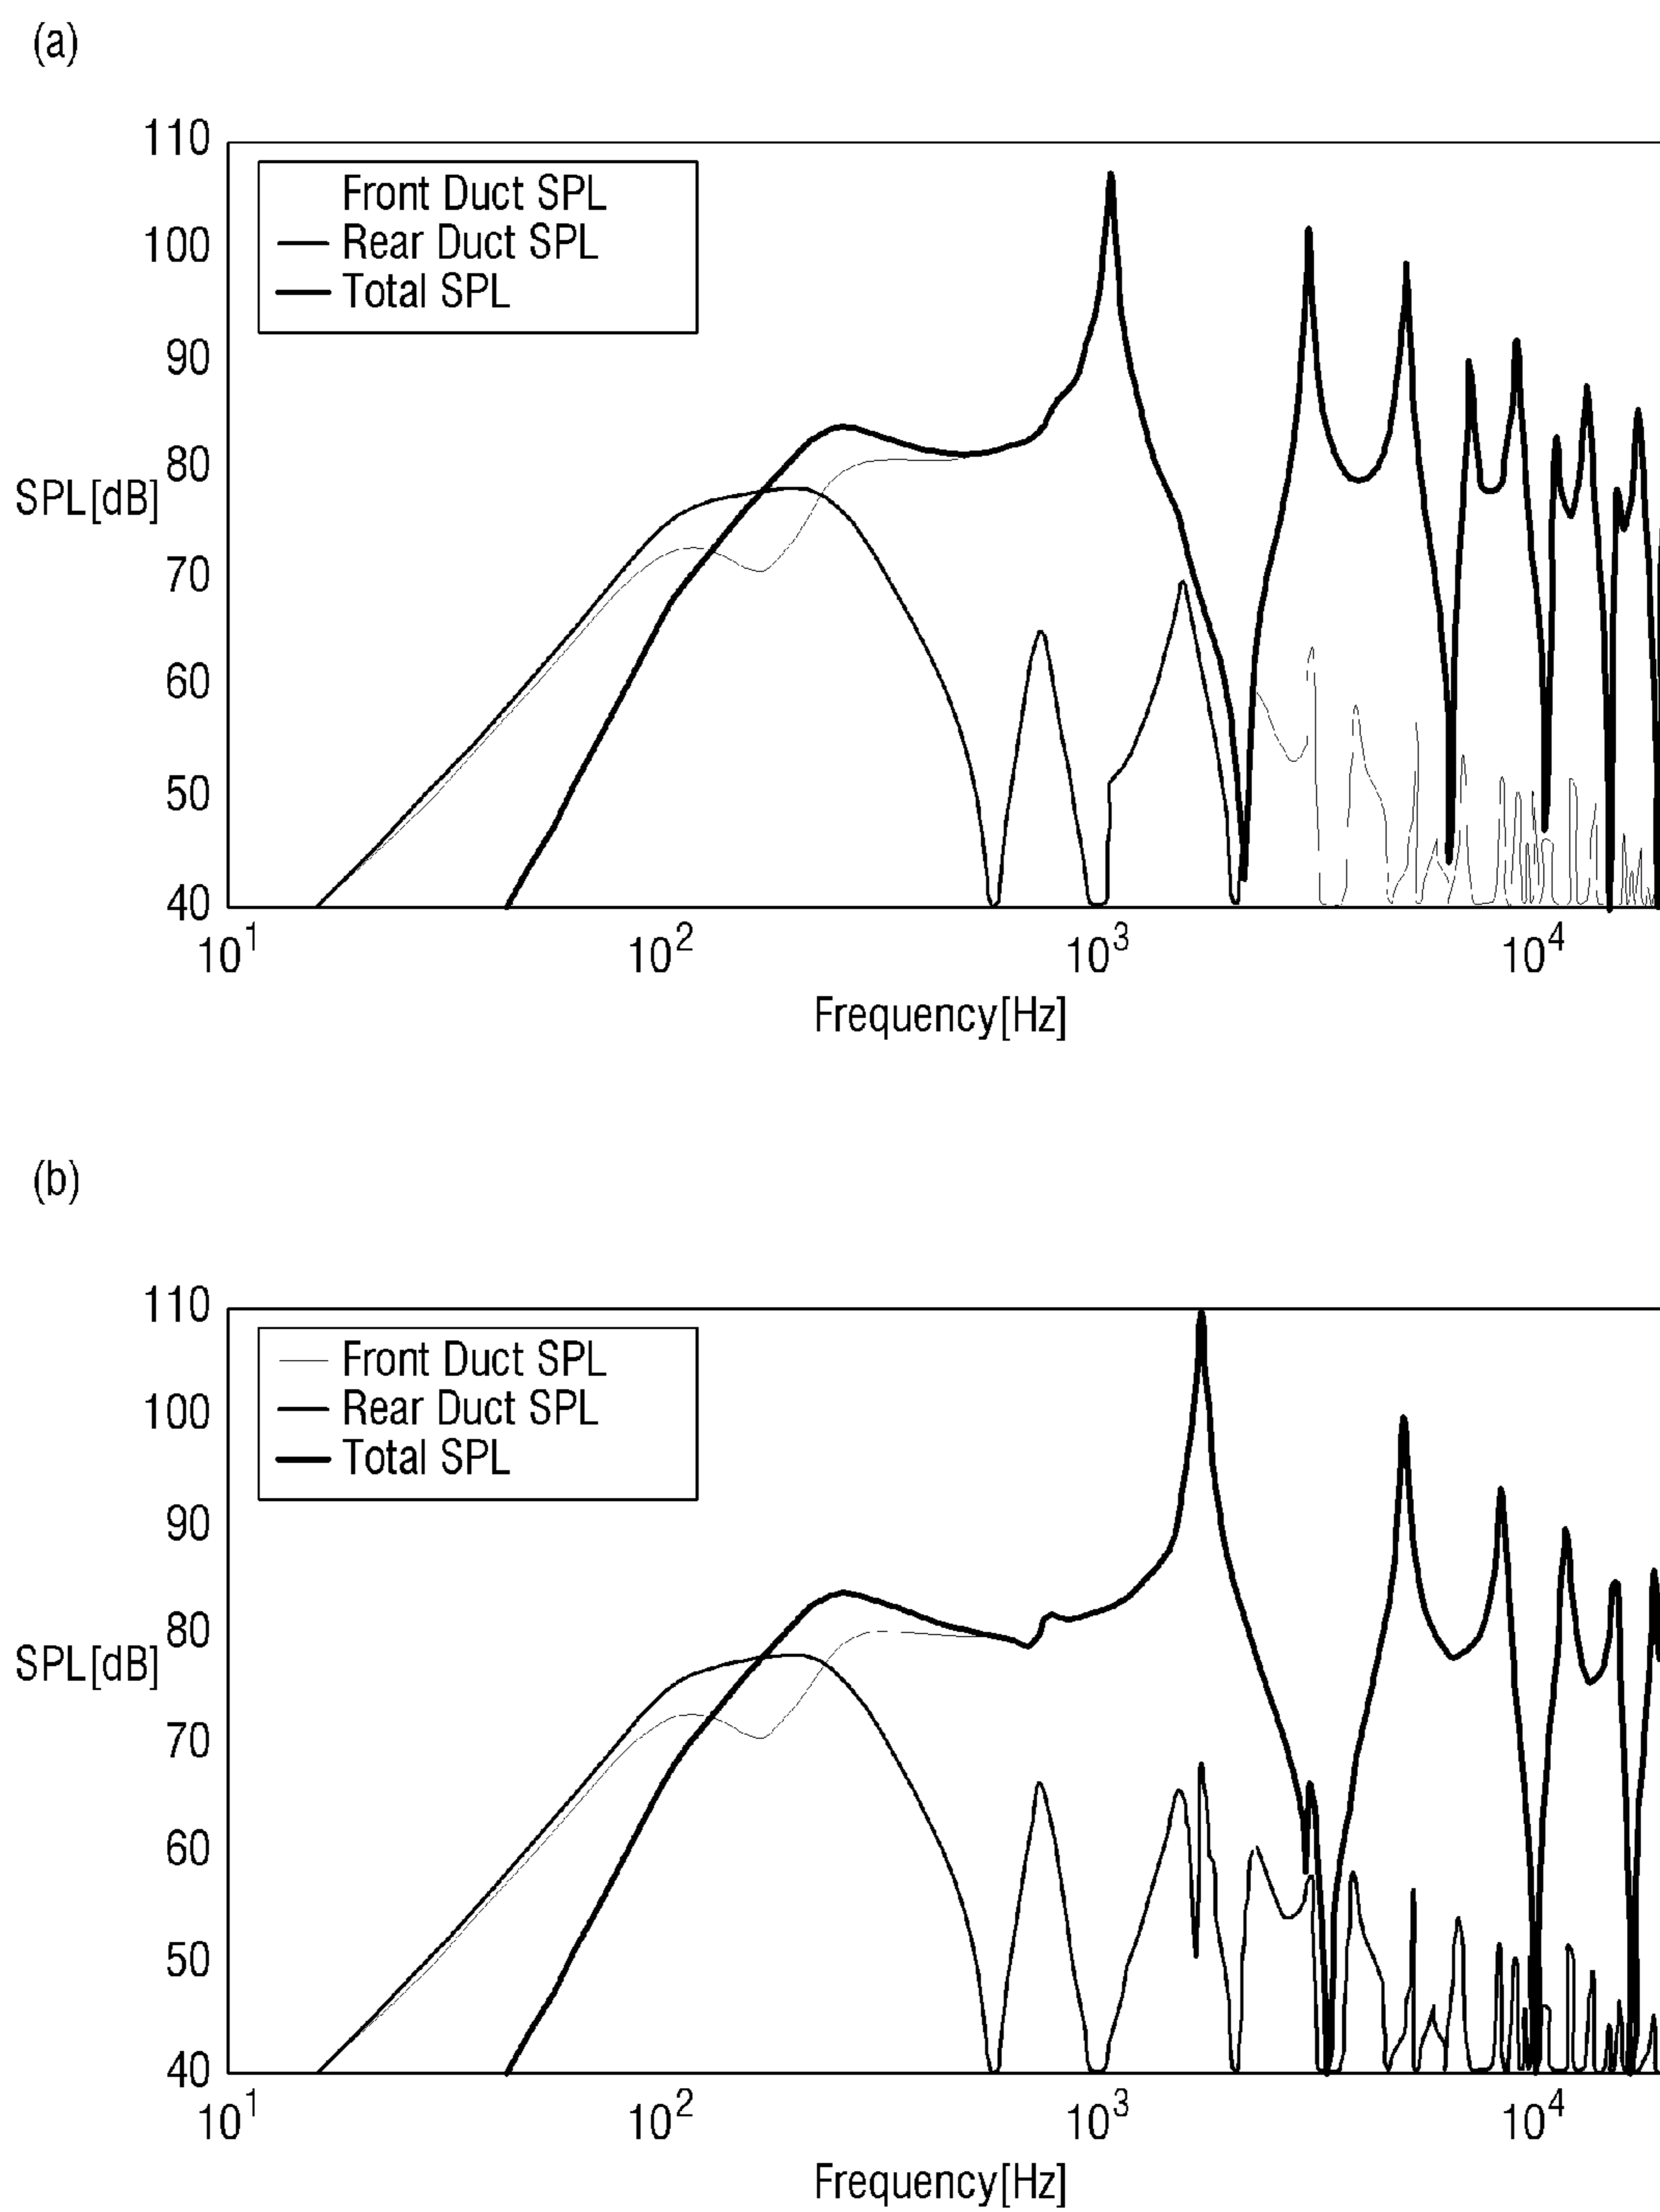 (a)
110
100
90
80
70
60
50
40
SPL[dB]
Front Duct SPL
Rear Duct SPL
Total SPL
10¹ 10² 10³ 10⁴
Frequency[Hz]
(b)
110
100
90
80
70
60
50
40
SPL[dB]
Front Duct SPL
Rear Duct SPL
Total SPL
10¹ 10² 10³ 10⁴
Frequency[Hz]